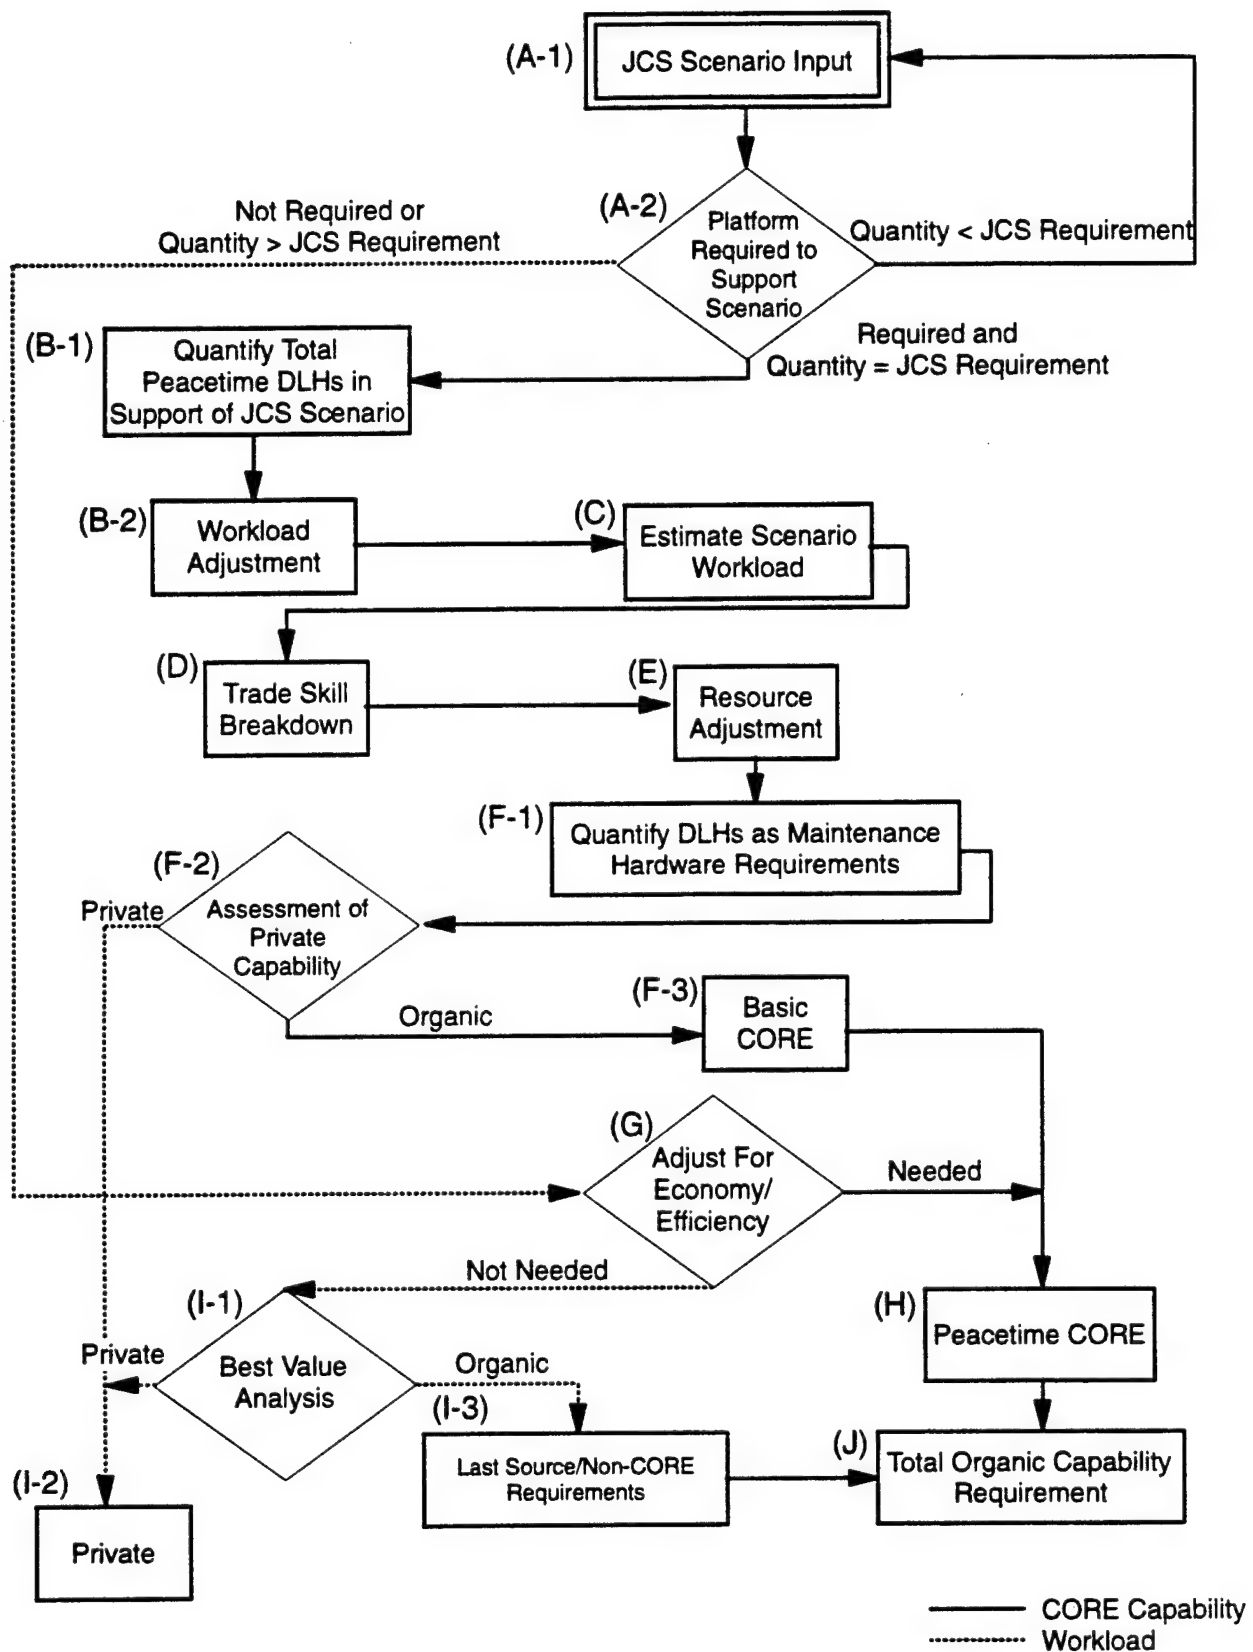 (A-1)
JCS Scenario Input
(A-2)
Platform
Required to
Support
Scenario
Not Required or
Quantity > JCS Requirement
Quantity < JCS Requirement
Required and
Quantity = JCS Requirement
(B-1)
Quantify Total
Peacetime DLHs in
Support of JCS Scenario
(B-2)
Workload
Adjustment
(C)
Estimate Scenario
Workload
(D)
Trade Skill
Breakdown
(E)
Resource
Adjustment
(F-1)
Quantify DLHs as Maintenance
Hardware Requirements
(F-2)
Private
Assessment of
Private
Capability
Organic
(F-3)
Basic
CORE
(G)
Adjust For
Economy/
Efficiency
Needed
Not Needed
(H)
Peacetime CORE
(I-1)
Private
Best Value
Analysis
Organic
(I-3)
Last Source/Non-CORE
Requirements
(J)
Total Organic Capability
Requirement
(I-2)
Private
CORE Capability
Workload